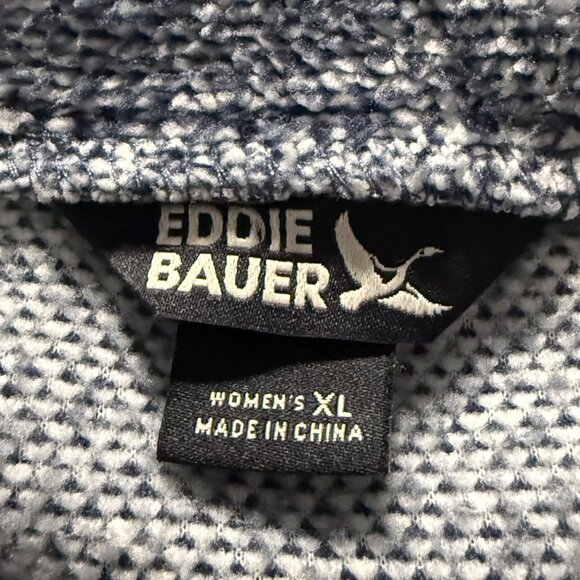 EDDIE
BAUER
WOMEN'S XL
MADE IN CHINA